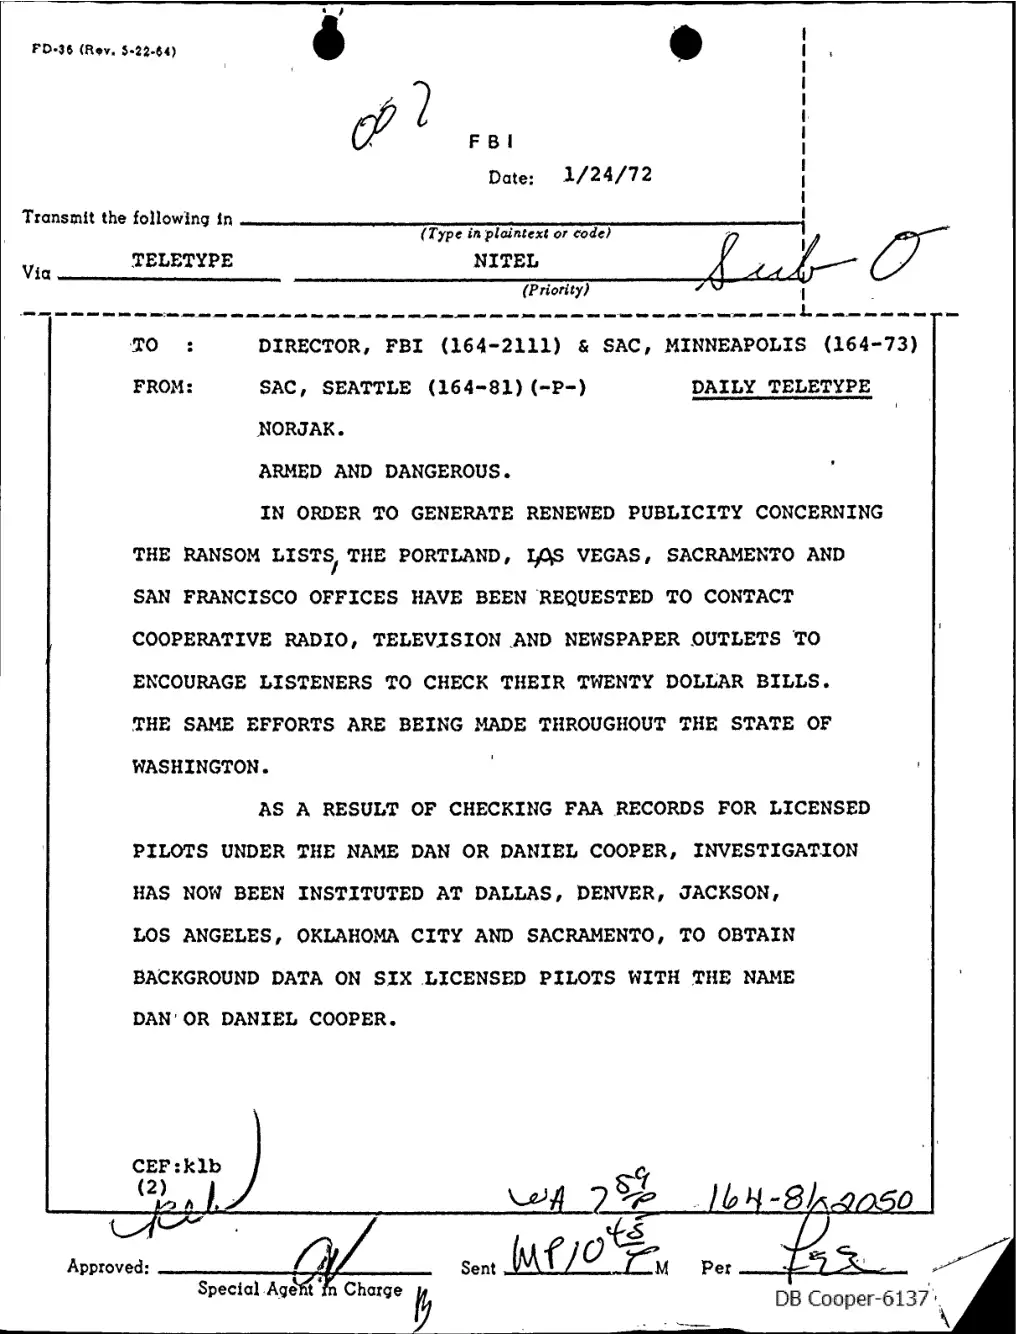 FD-36 (Rev. 5-22-64)
007
F B I
Date: 1/24/72
Transmit the following in
(Type in plaintext or code)
Via TELETYPE NITEL
(Priority)
Sub O
TO : DIRECTOR, FBI (164-2111) & SAC, MINNEAPOLIS (164-73)
FROM: SAC, SEATTLE (164-81)(-P-) DAILY TELETYPE
NORJAK.
ARMED AND DANGEROUS.
IN ORDER TO GENERATE RENEWED PUBLICITY CONCERNING
THE RANSOM LISTS, THE PORTLAND, LAS VEGAS, SACRAMENTO AND
SAN FRANCISCO OFFICES HAVE BEEN REQUESTED TO CONTACT
COOPERATIVE RADIO, TELEVISION AND NEWSPAPER OUTLETS TO
ENCOURAGE LISTENERS TO CHECK THEIR TWENTY DOLLAR BILLS.
THE SAME EFFORTS ARE BEING MADE THROUGHOUT THE STATE OF
WASHINGTON.
AS A RESULT OF CHECKING FAA RECORDS FOR LICENSED
PILOTS UNDER THE NAME DAN OR DANIEL COOPER, INVESTIGATION
HAS NOW BEEN INSTITUTED AT DALLAS, DENVER, JACKSON,
LOS ANGELES, OKLAHOMA CITY AND SACRAMENTO, TO OBTAIN
BACKGROUND DATA ON SIX LICENSED PILOTS WITH THE NAME
DAN OR DANIEL COOPER.
CEF:klb
(2)
WA 7 59 P 164-81-2050
Approved: Sent MP 10 45 P M Per
Special Agent in Charge
DB Cooper-6137